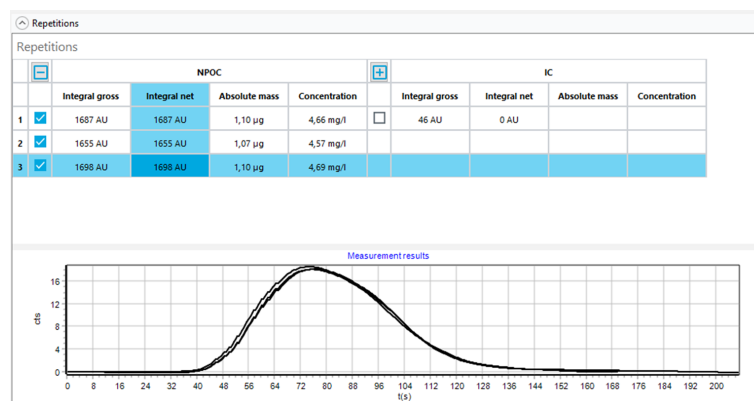 Repetitions
Repetitions
NPOC IC
Integral gross Integral net Absolute mass Concentration Integral gross Integral net Absolute mass Concentration
1 1687 AU 1687 AU 1,10 µg 4,66 mg/l 46 AU 0 AU
2 1655 AU 1655 AU 1,07 µg 4,57 mg/l
3 1698 AU 1698 AU 1,10 µg 4,69 mg/l
Measurement results
16
12
cts
8
4
0
0 8 16 24 32 40 48 56 64 72 80 88 96 104 112 120 128 136 144 152 160 168 176 184 192 200
t(s)